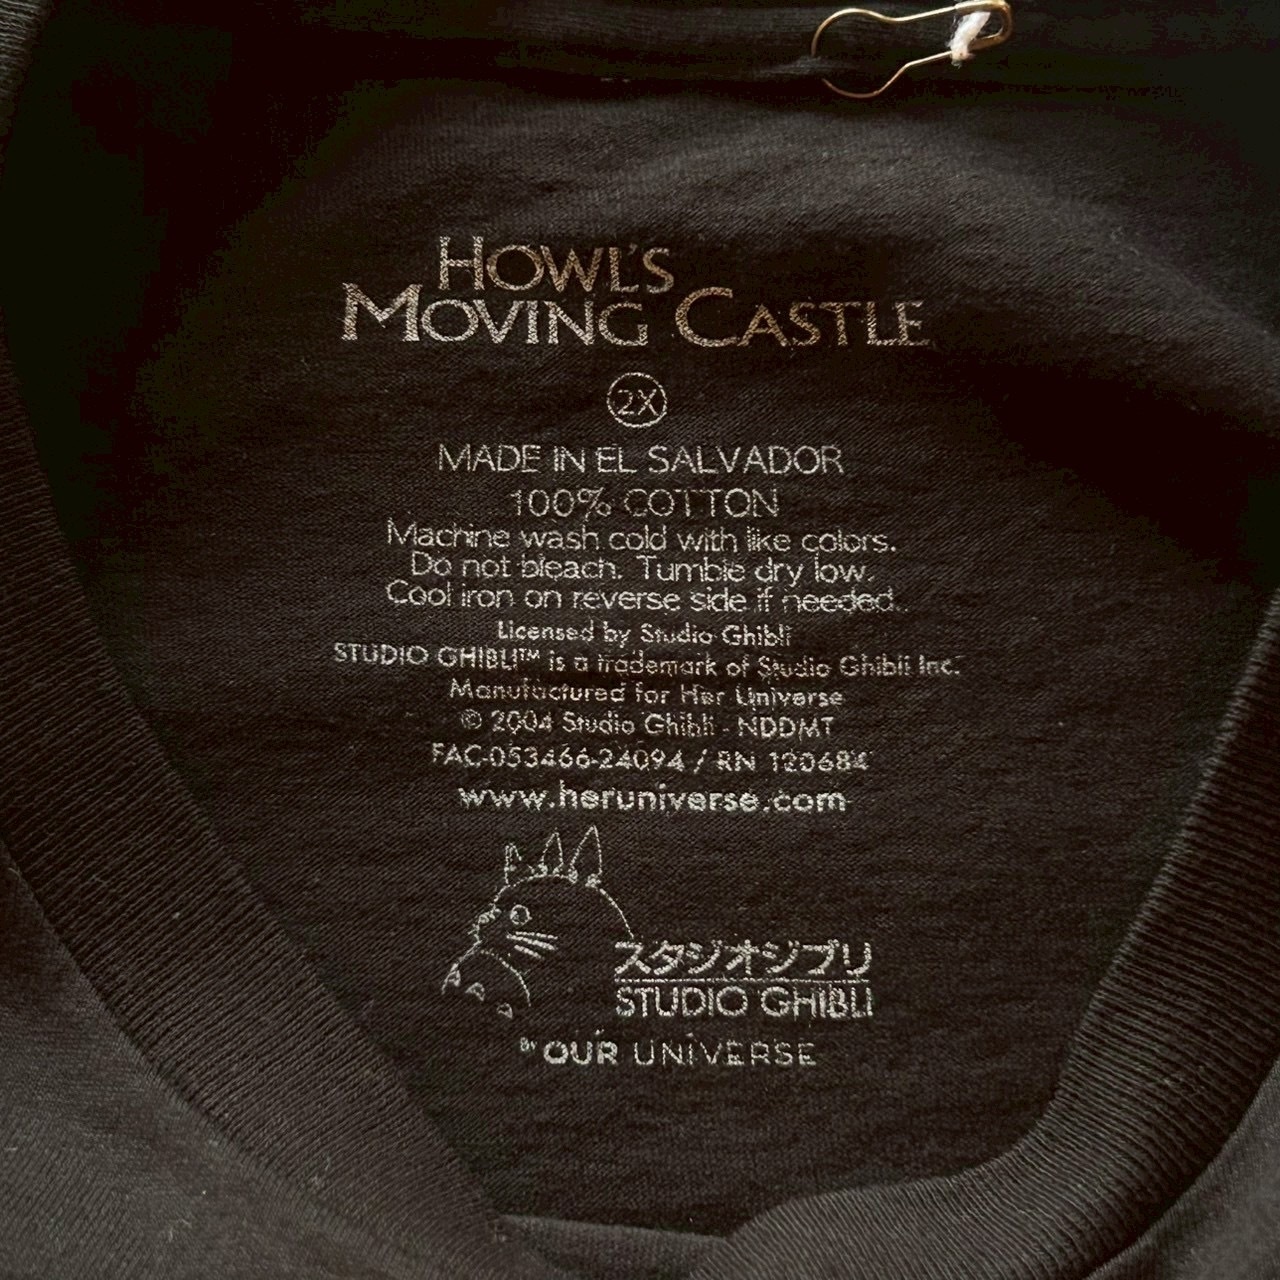 HOWL'S
MOVING CASTLE
2X
MADE IN EL SALVADOR
100% COTTON
Machine wash cold with like colors.
Do not bleach. Tumble dry low.
Cool iron on reverse side if needed.
Licensed by Studio Ghibli
STUDIO GHIBLI™ is a trademark of Studio Ghibli Inc.
Manufactured for Her Universe
© 2004 Studio Ghibli - NDDMT
FAC-053466-24094 / RN 120684
www.heruniverse.com
スタジオジブリ
STUDIO GHIBLI
BY OUR UNIVERSE